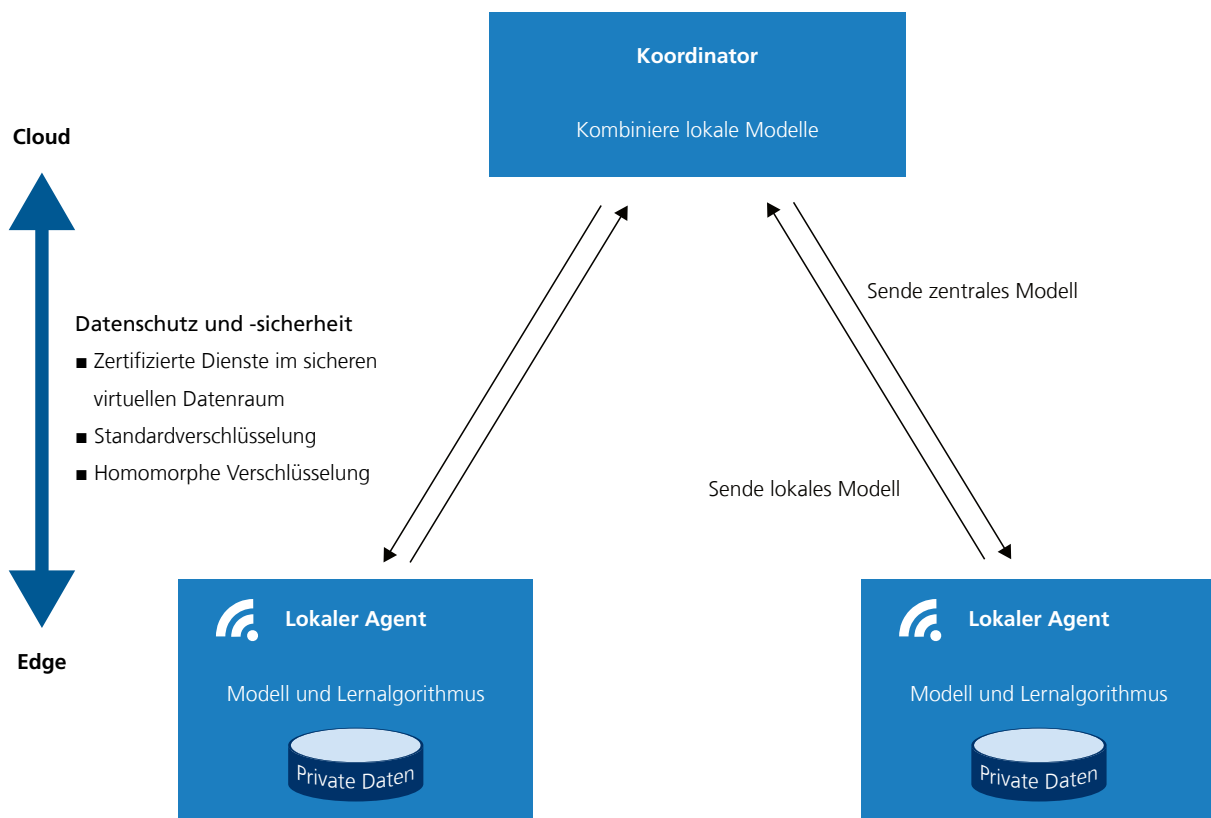 Koordinator
Kombiniere lokale Modelle
Cloud
Sende zentrales Modell
Datenschutz und -sicherheit
■ Zertifizierte Dienste im sicheren
virtuellen Datenraum
■ Standardverschlüsselung
■ Homomorphe Verschlüsselung
Sende lokales Modell
Edge
Lokaler Agent
Modell und Lernalgorithmus
Private Daten
Lokaler Agent
Modell und Lernalgorithmus
Private Daten